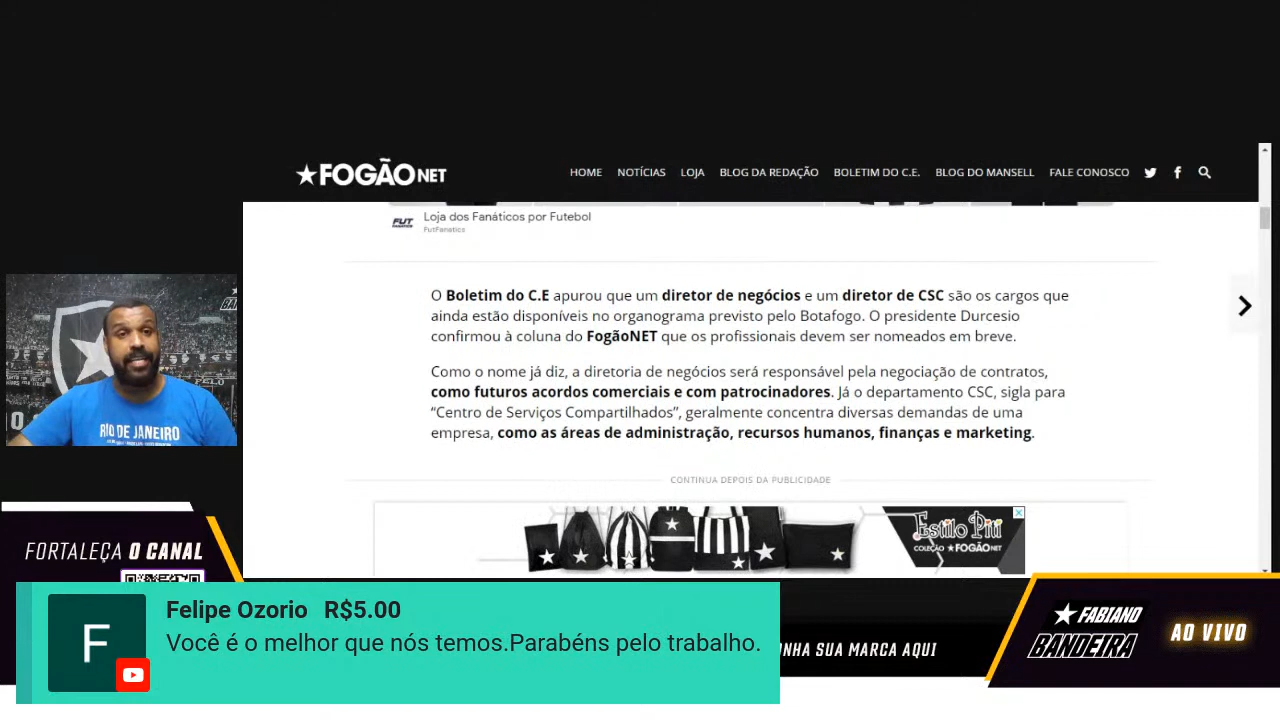 FOGÃO NET
HOME NOTÍCIAS LOJA BLOG DA REDAÇÃO BOLETIM DO C.E. BLOG DO MANSELL FALE CONOSCO
FUT
FANATICS
Loja dos Fanáticos por Futebol
FutFanatics
O Boletim do C.E apurou que um diretor de negócios e um diretor de CSC são os cargos que
ainda estão disponíveis no organograma previsto pelo Botafogo. O presidente Durcesio
confirmou à coluna do FogãoNET que os profissionais devem ser nomeados em breve.
Como o nome já diz, a diretoria de negócios será responsável pela negociação de contratos,
como futuros acordos comerciais e com patrocinadores. Já o departamento CSC, sigla para
“Centro de Serviços Compartilhados”, geralmente concentra diversas demandas de uma
empresa, como as áreas de administração, recursos humanos, finanças e marketing.
CONTINUA DEPOIS DA PUBLICIDADE
Estilo Piti
COLEÇÃO FOGÃONET
RIO DE JANEIRO
FORTALEÇA O CANAL
Felipe Ozorio R$5.00
F
Você é o melhor que nós temos.Parabéns pelo trabalho.
NHA SUA MARCA AQUI
FABIANO
BANDEIRA
AO VIVO